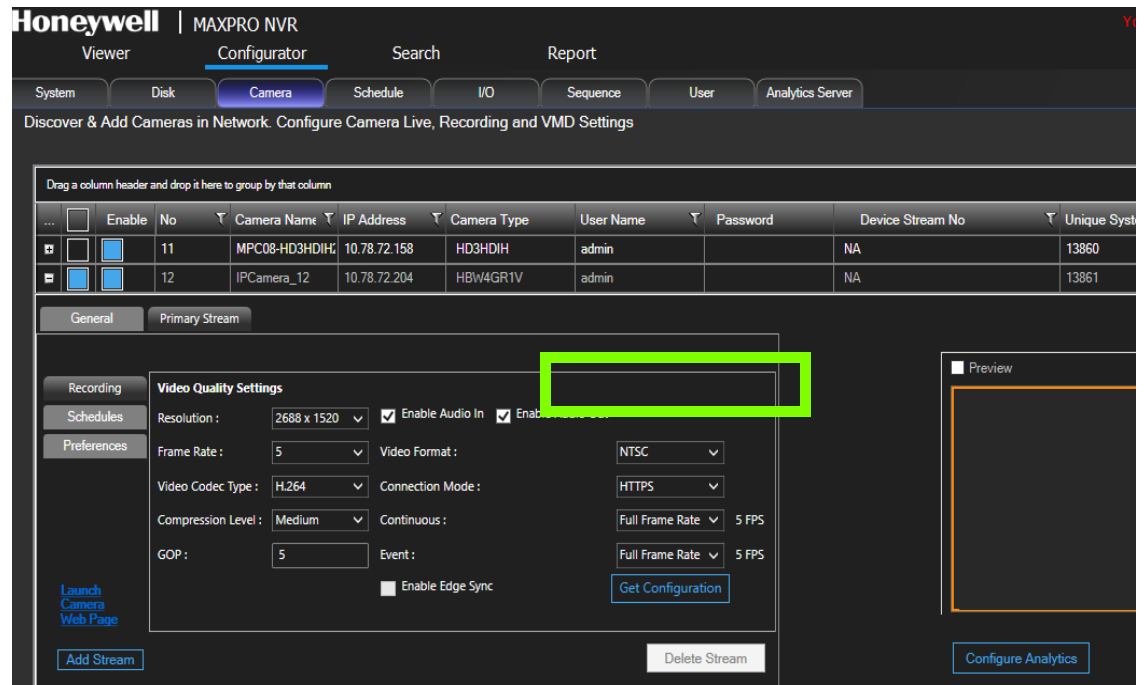 Honeywell | MAXPRO NVR
Viewer Configurator Search Report
System Disk Camera Schedule I/O Sequence User Analytics Server
Discover & Add Cameras in Network. Configure Camera Live, Recording and VMD Settings
Drag a column header and drop it here to group by that column
... Enable No Camera Name IP Address Camera Type User Name Password Device Stream No Unique Syst
11 MPC08-HD3HDIH 10.78.72.158 HD3HDIH admin NA 13860
12 IPCamera_12 10.78.72.204 HBW4GR1V admin NA 13861
General Primary Stream
Preview
Recording Video Quality Settings
Schedules Resolution : 2688 x 1520 Enable Audio In
Preferences Frame Rate : 5 Video Format : NTSC
Video Codec Type : H.264 Connection Mode : HTTPS
Compression Level : Medium Continuous : Full Frame Rate 5 FPS
GOP : 5 Event : Full Frame Rate 5 FPS
Enable Edge Sync Get Configuration
Launch
Camera
Web Page
Add Stream Delete Stream Configure Analytics